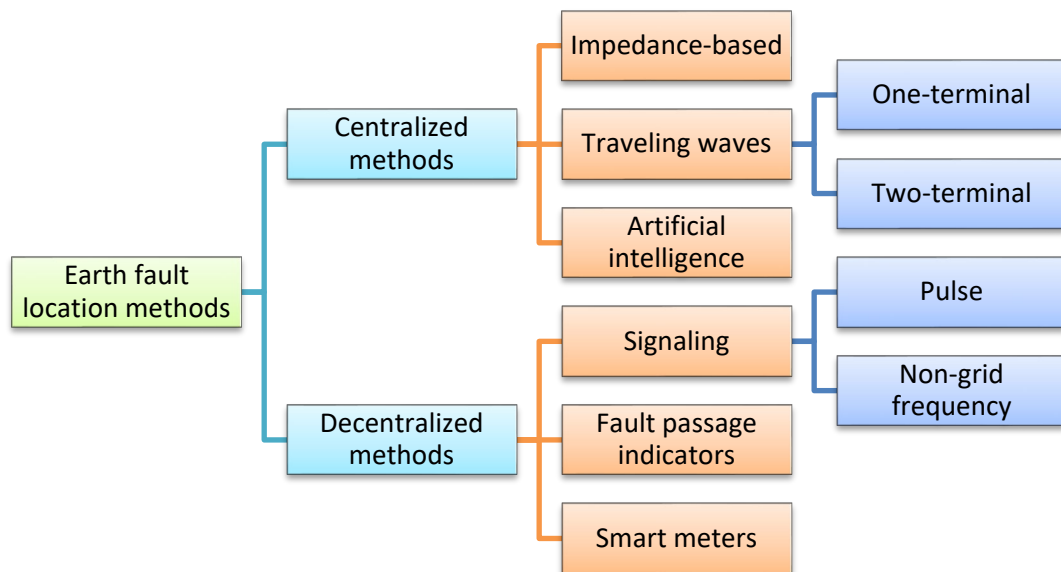 Earth fault
location methods
Centralized
methods
Impedance-based
Traveling waves
One-terminal
Two-terminal
Artificial
intelligence
Decentralized
methods
Signaling
Pulse
Non-grid
frequency
Fault passage
indicators
Smart meters